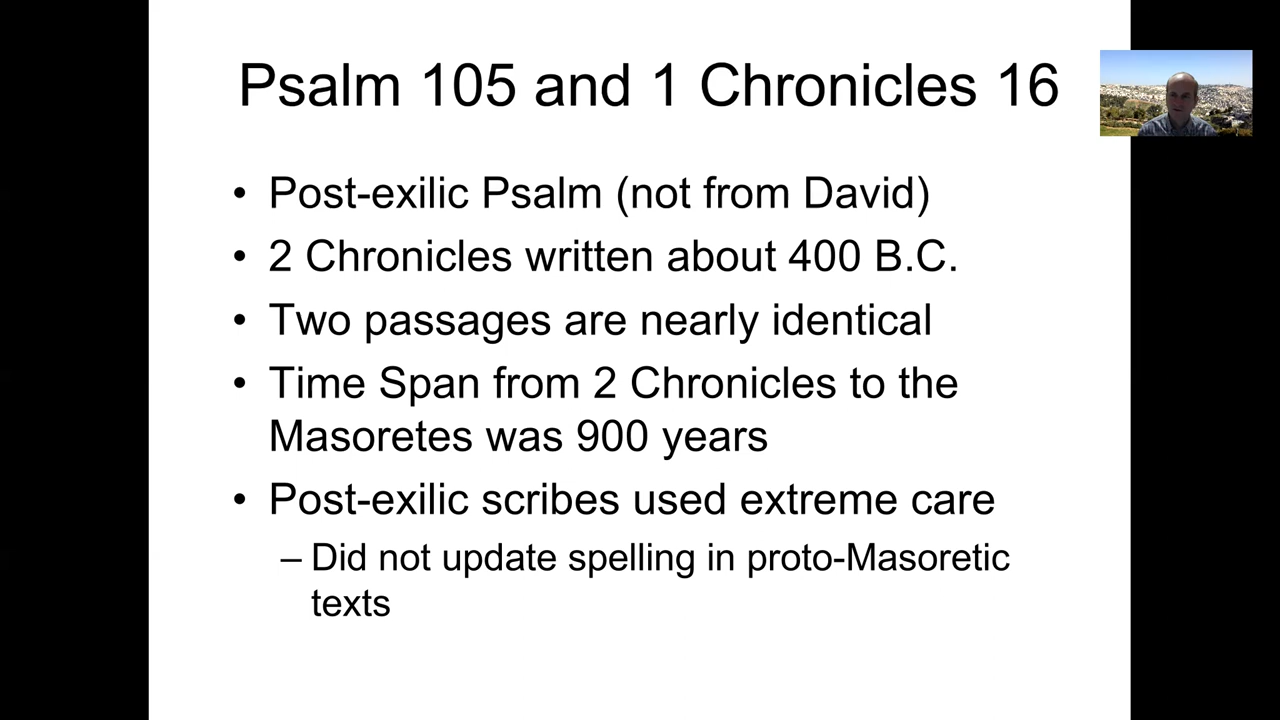 Psalm 105 and 1 Chronicles 16
• Post-exilic Psalm (not from David)
• 2 Chronicles written about 400 B.C.
• Two passages are nearly identical
• Time Span from 2 Chronicles to the
Masoretes was 900 years
• Post-exilic scribes used extreme care
– Did not update spelling in proto-Masoretic
texts